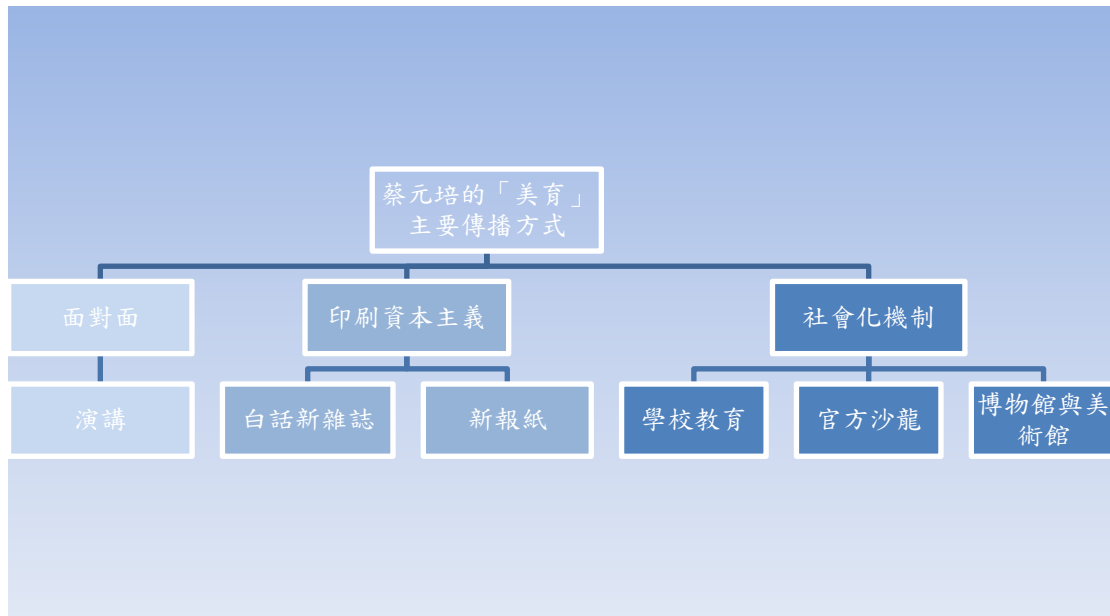 蔡元培的「美育」
主要傳播方式
面對面
印刷資本主義
社會化機制
演講
白話新雜誌
新報紙
學校教育
官方沙龍
博物館與美
術館